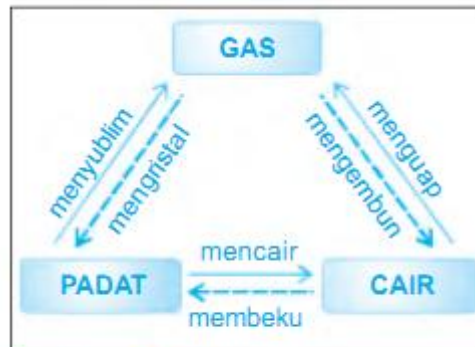 GAS
menyublim
mengristal
mengembun
menguap
mencair
PADAT
CAIR
membeku